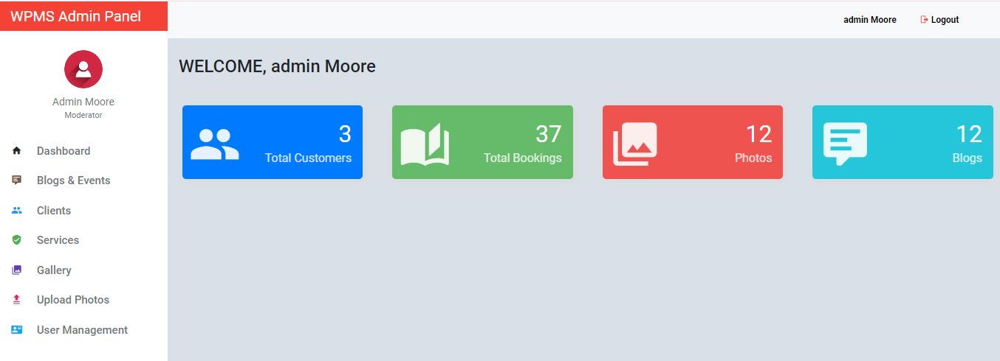 WPMS Admin Panel
admin Moore
Logout
Admin Moore
Moderator
Dashboard
Blogs & Events
Clients
Services
Gallery
Upload Photos
User Management
WELCOME, admin Moore
3
Total Customers
37
Total Bookings
12
Photos
12
Blogs